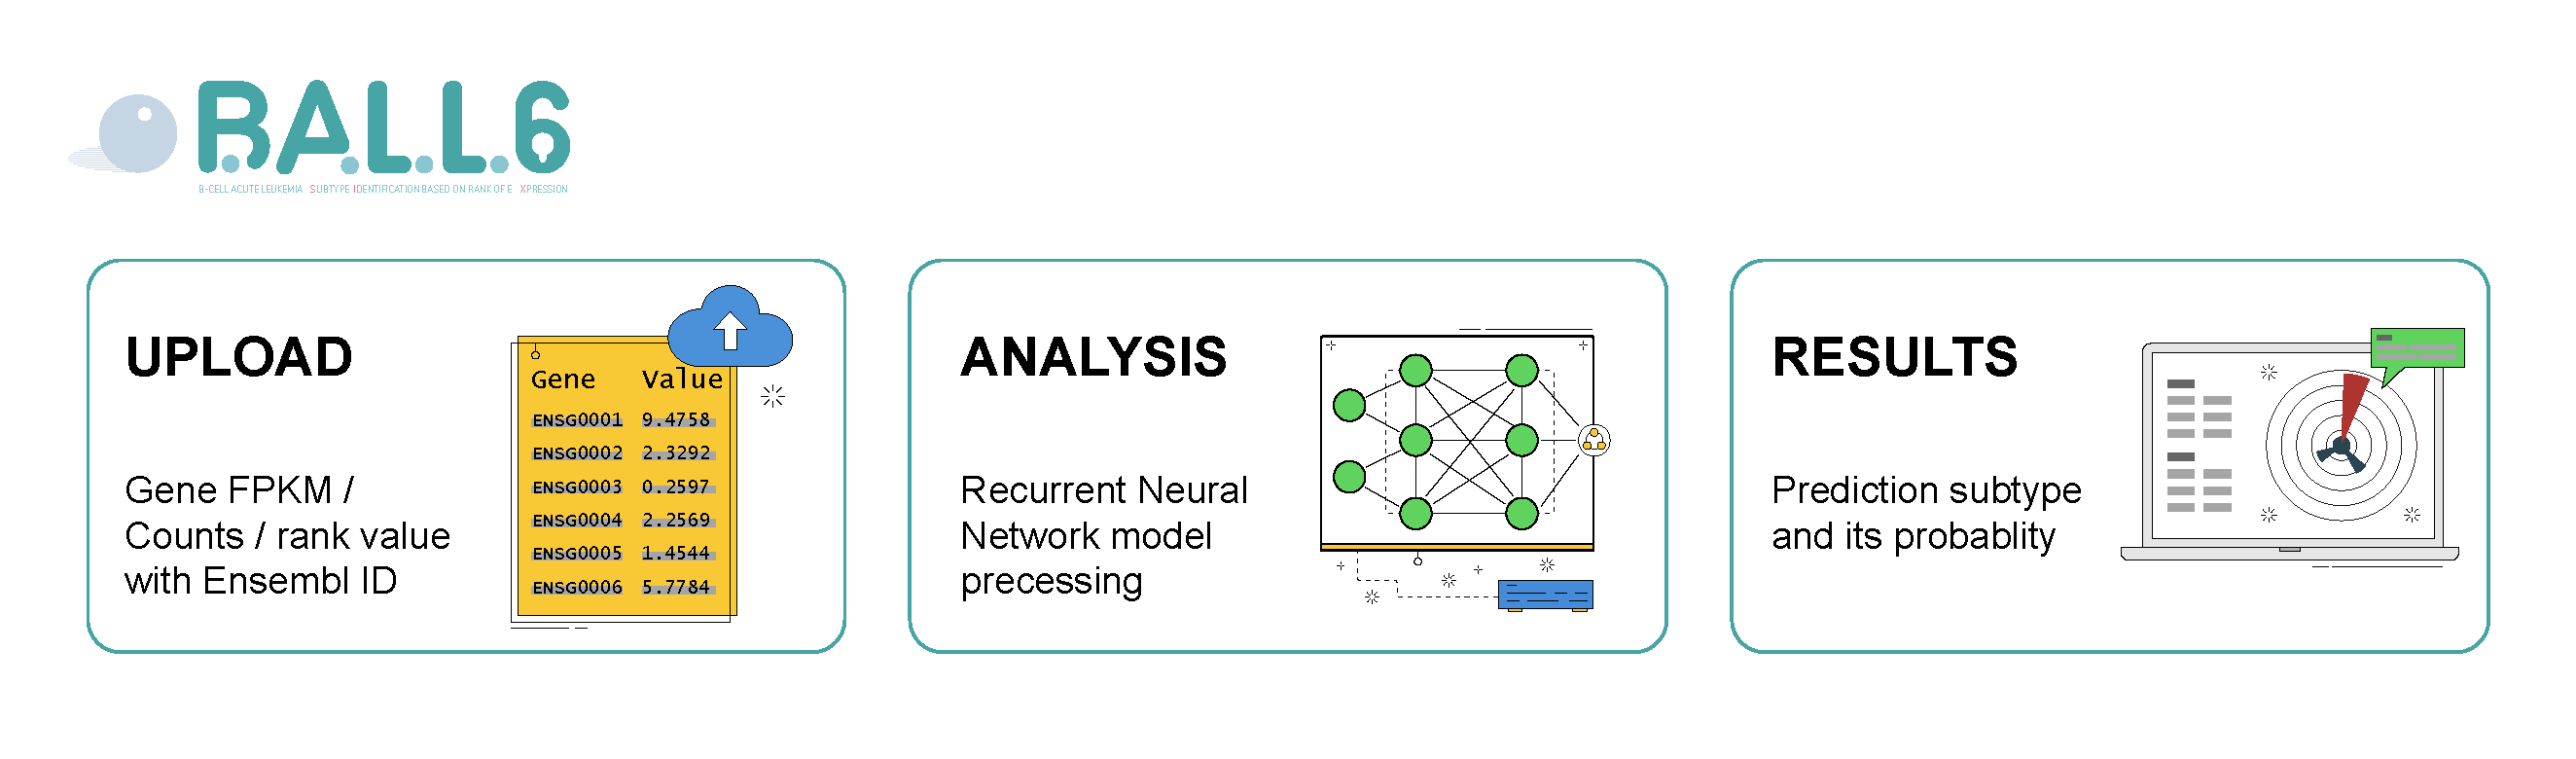 B.A.L.L.6
B-CELL ACUTE LEUKEMIA SUBTYPE IDENTIFICATION BASED ON RANK OF E XPRESSION
UPLOAD
Gene FPKM /
Counts / rank value
with Ensembl ID
Gene Value
ENSG0001 9.4758
ENSG0002 2.3292
ENSG0003 0.2597
ENSG0004 2.2569
ENSG0005 1.4544
ENSG0006 5.7784
ANALYSIS
Recurrent Neural
Network model
precessing
RESULTS
Prediction subtype
and its probablity